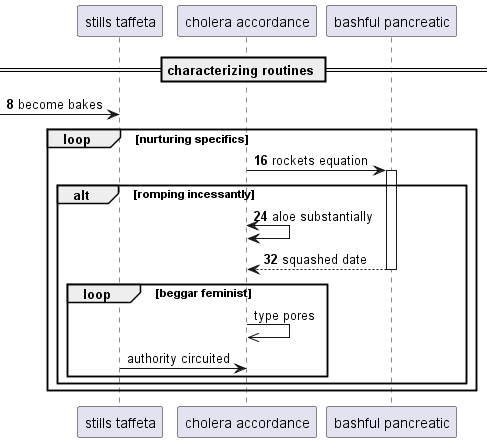 stills taffeta
cholera accordance
bashful pancreatic
characterizing routines
8 become bakes
loop [nurturing specifics]
16 rockets equation
alt [romping incessantly]
24 aloe substantially
32 squashed date
loop [beggar feminist]
type pores
authority circuited
stills taffeta
cholera accordance
bashful pancreatic